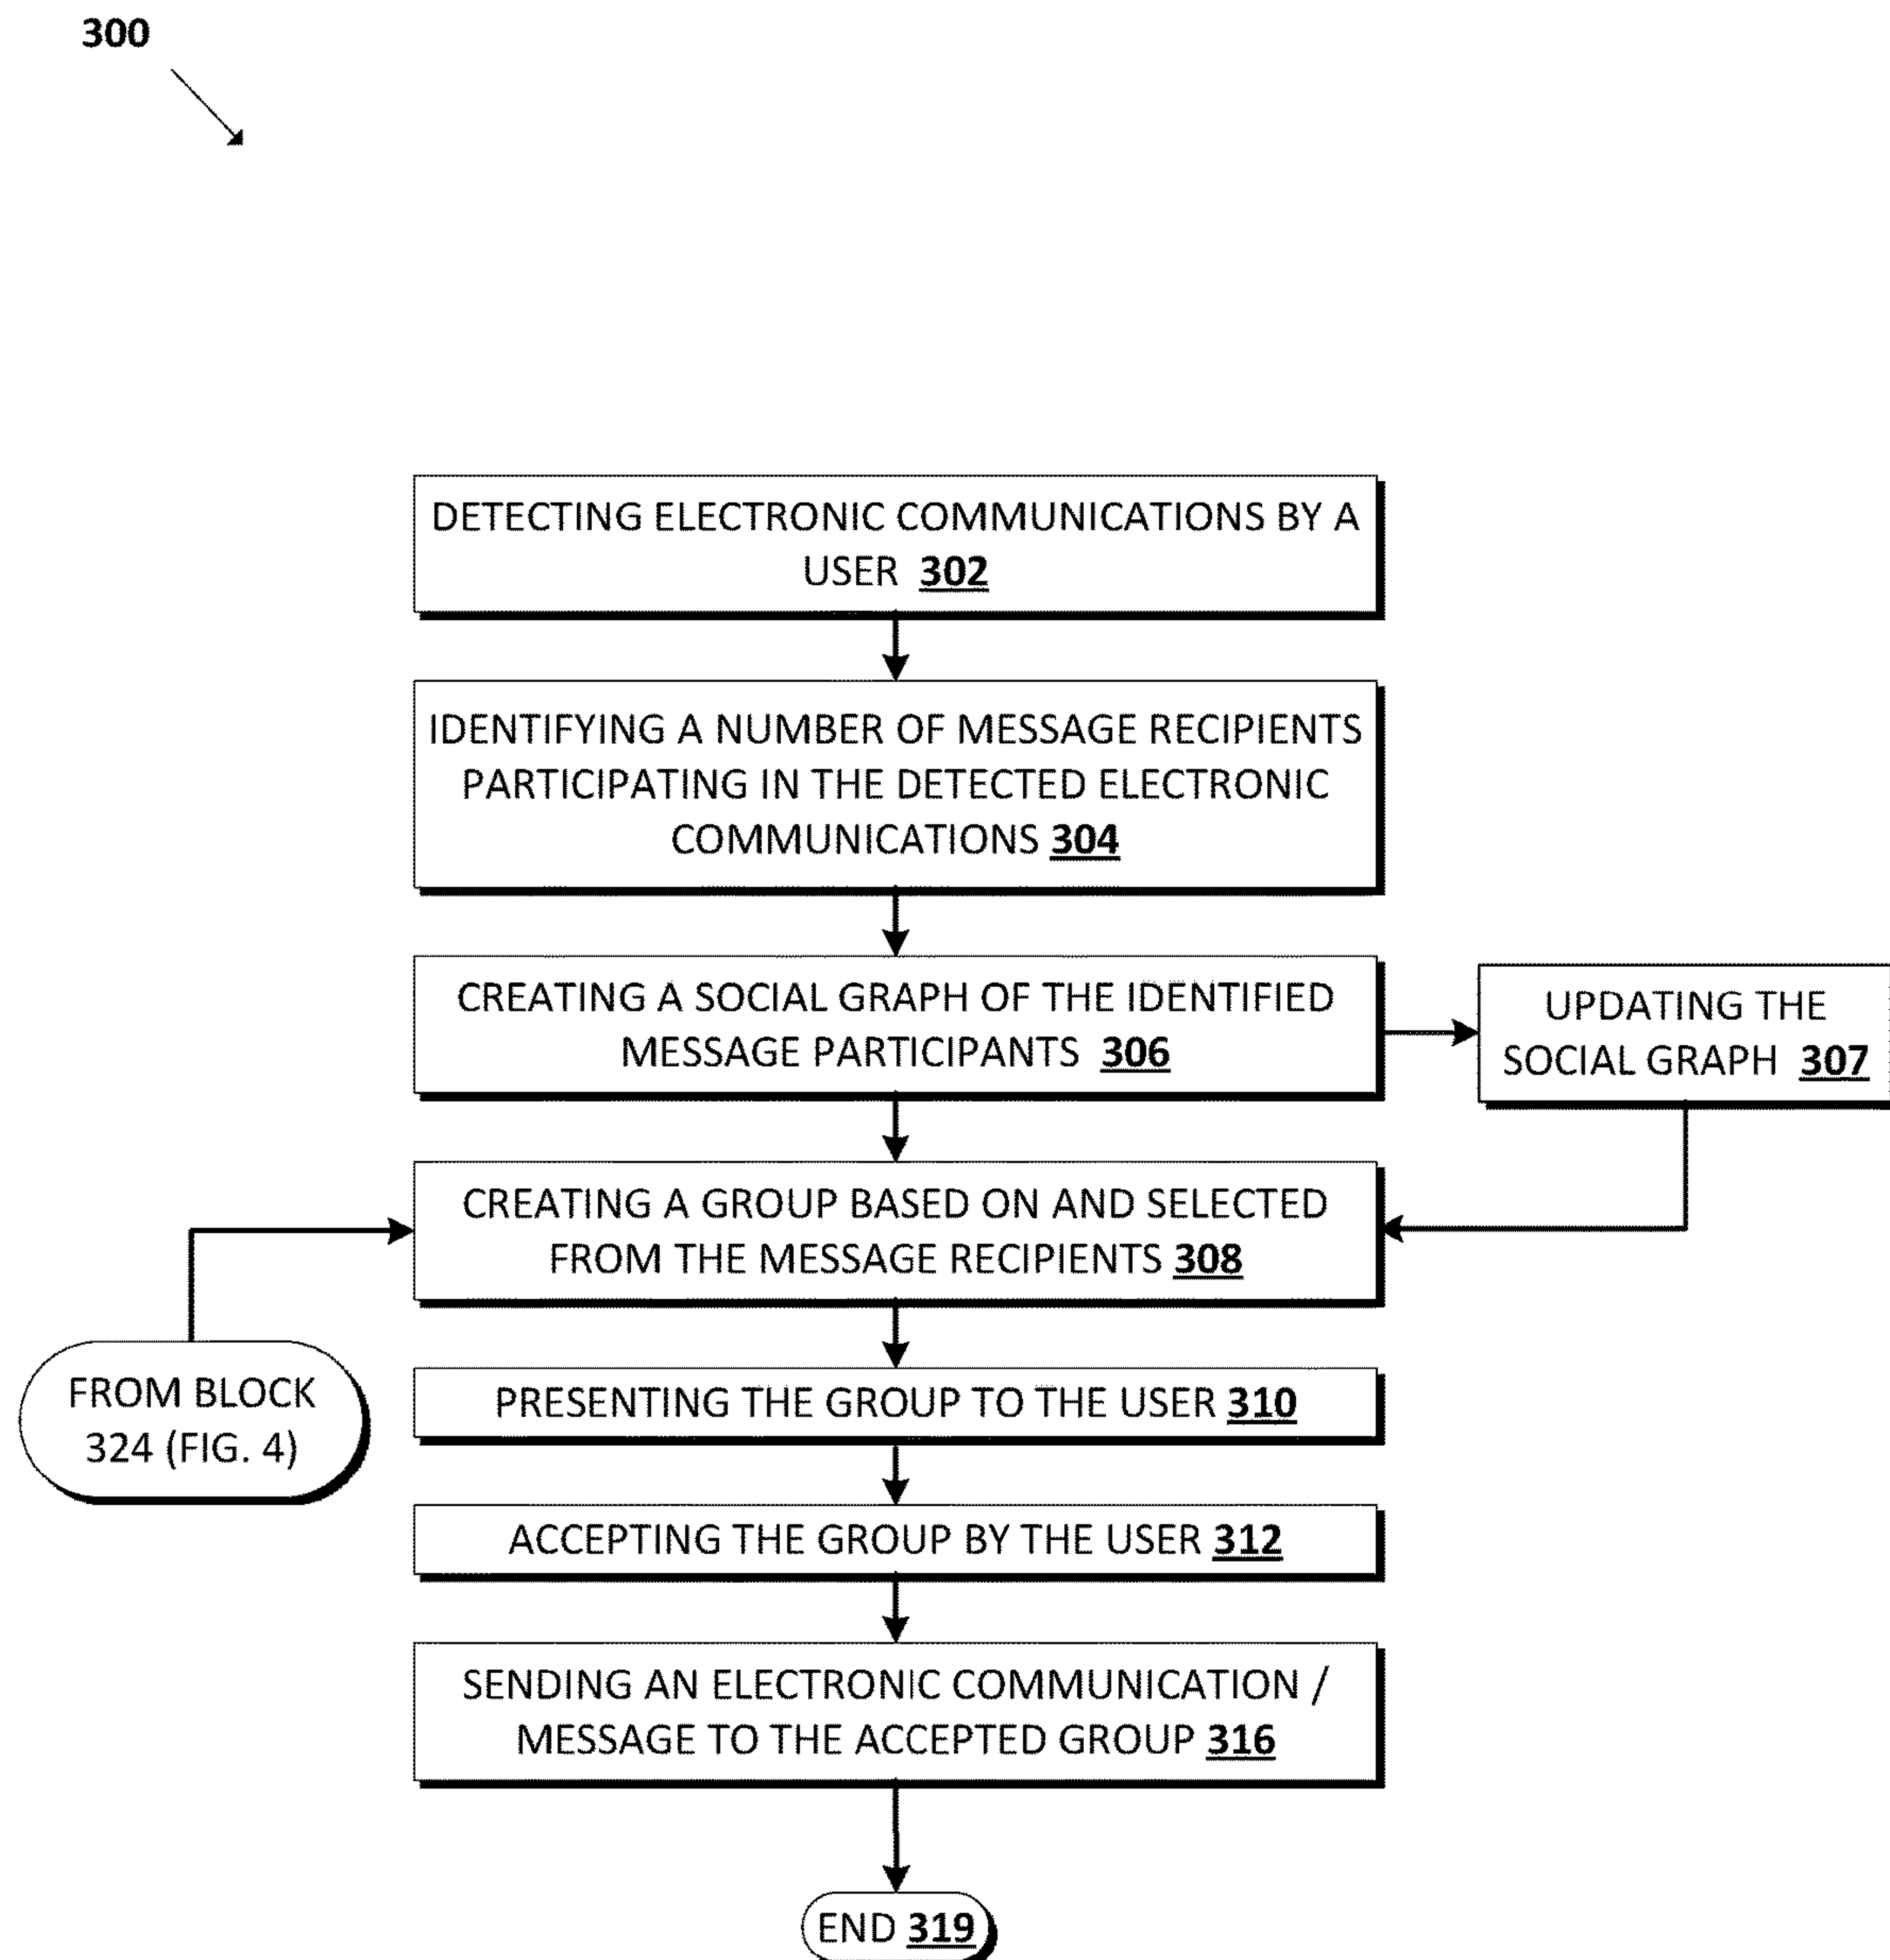 300
DETECTING ELECTRONIC COMMUNICATIONS BY A
USER 302
IDENTIFYING A NUMBER OF MESSAGE RECIPIENTS
PARTICIPATING IN THE DETECTED ELECTRONIC
COMMUNICATIONS 304
CREATING A SOCIAL GRAPH OF THE IDENTIFIED
MESSAGE PARTICIPANTS 306
UPDATING THE
SOCIAL GRAPH 307
CREATING A GROUP BASED ON AND SELECTED
FROM THE MESSAGE RECIPIENTS 308
FROM BLOCK
324 (FIG. 4)
PRESENTING THE GROUP TO THE USER 310
ACCEPTING THE GROUP BY THE USER 312
SENDING AN ELECTRONIC COMMUNICATION /
MESSAGE TO THE ACCEPTED GROUP 316
END 319